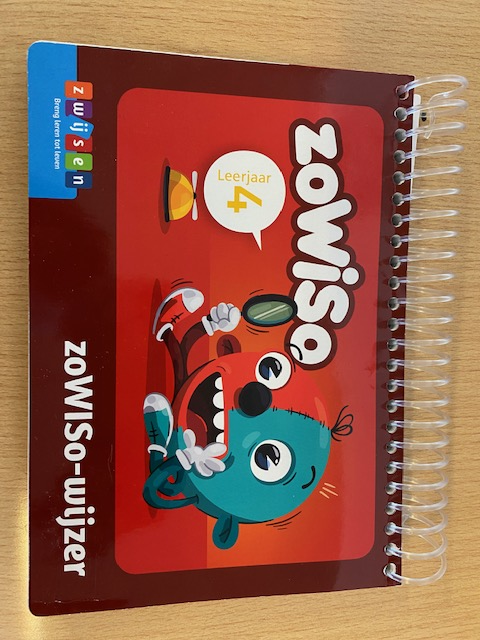 zoWISo
Leerjaar
4
zoWISo-wijzer
zwijsen
Breng leren tot leven